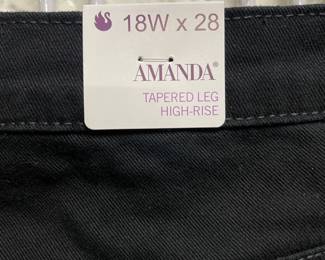 18W x 28
AMANDA®
TAPERED LEG
HIGH-RISE